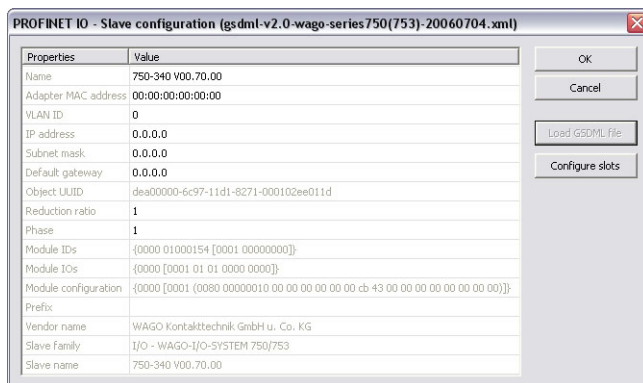 PROFINET IO - Slave configuration (gsdml-v2.0-wago-series750(753)-20060704.xml)
Properties Value
Name 750-340 V00.70.00
Adapter MAC address 00:00:00:00:00:00
VLAN ID 0
IP address 0.0.0.0
Subnet mask 0.0.0.0
Default gateway 0.0.0.0
Object UUID dea00000-6c97-11d1-8271-000102ee011d
Reduction ratio 1
Phase 1
Module IDs {0000 01000154 [0001 00000000]}
Module IOs {0000 [0001 01 01 0000 0000]}
Module configuration {0000 [0001 (0080 00000010 00 00 00 00 00 00 cb 43 00 00 00 00 00 00 00 00)]}
Prefix
Vendor name WAGO Kontakttechnik GmbH u. Co. KG
Slave family I/O - WAGO-I/O-SYSTEM 750/753
Slave name 750-340 V00.70.00
OK
Cancel
Load GSDML file
Configure slots